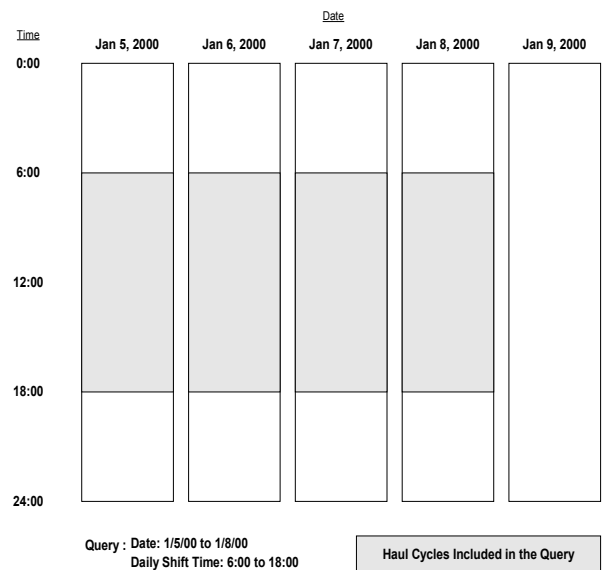 Date
Time
Jan 5, 2000 Jan 6, 2000 Jan 7, 2000 Jan 8, 2000 Jan 9, 2000
0:00
6:00
12:00
18:00
24:00
Query : Date: 1/5/00 to 1/8/00
Daily Shift Time: 6:00 to 18:00
Haul Cycles Included in the Query